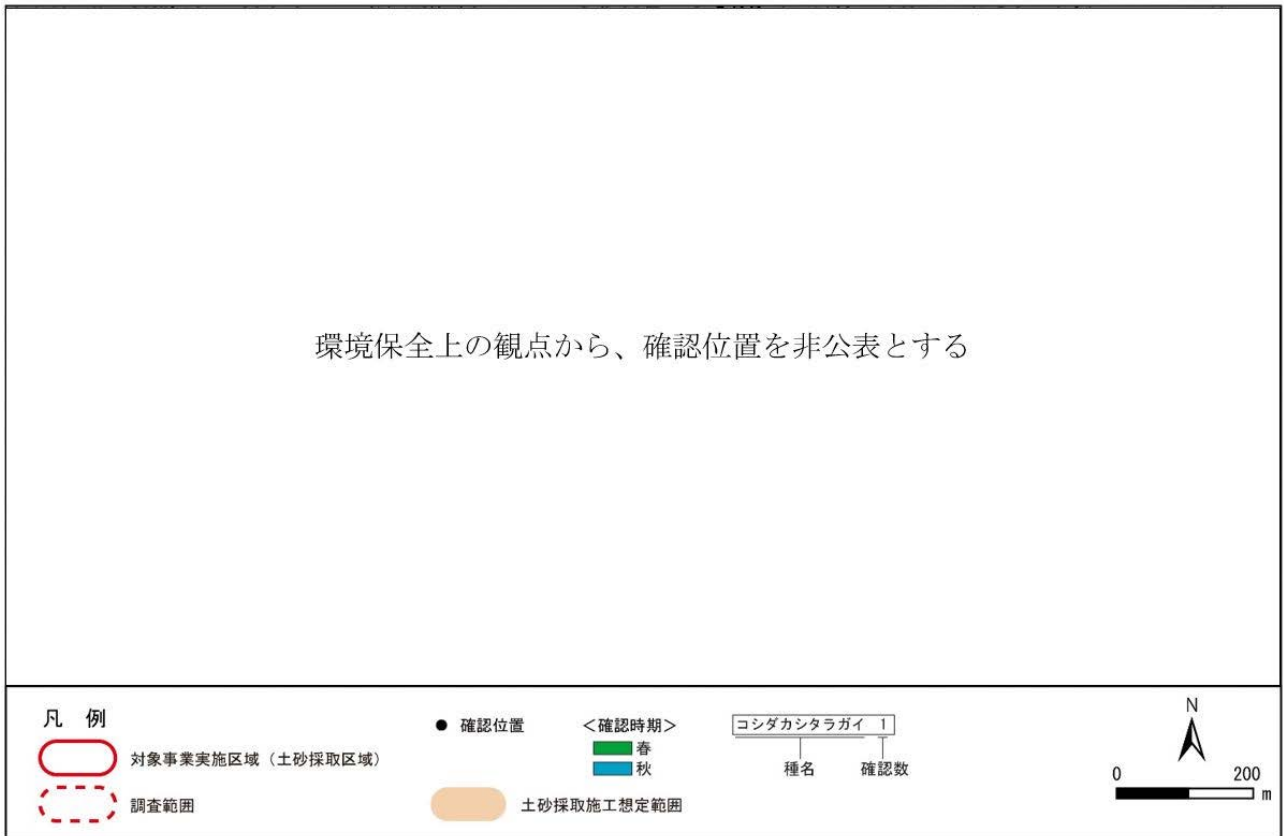 環境保全上の観点から、確認位置を非公表とする
凡 例
対象事業実施区域（土砂採取区域）
調査範囲
● 確認位置
＜確認時期＞
春
秋
土砂採取施工想定範囲
コシダカシタラガイ 1
種名 確認数
N
0 200
m